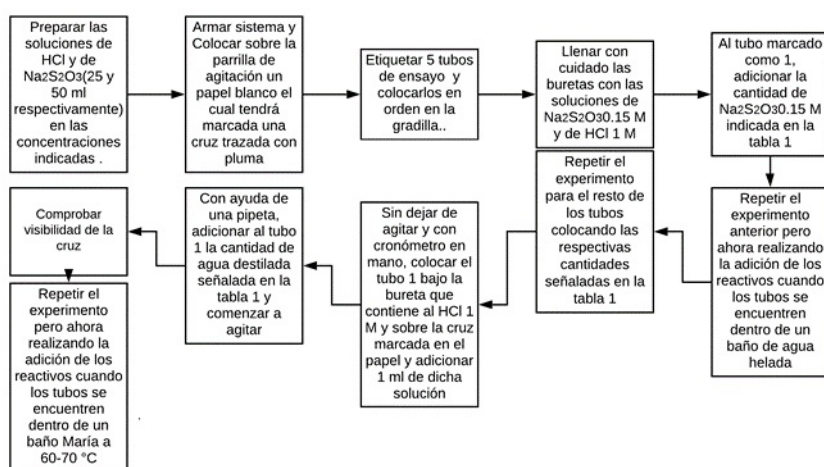 Preparar las
soluciones de
HCl y de
Na2S2O3(25 y
50 ml
respectivamente)
en las
concentraciones
indicadas .
Armar sistema y
Colocar sobre la
parrilla de
agitación un
papel blanco el
cual tendrá
marcada una
cruz trazada con
pluma
Etiquetar 5 tubos
de ensayo y
colocarlos en
orden en la
gradilla..
Llenar con
cuidado las
buretas con las
soluciones de
Na2S2O30.15 M
y de HCl 1 M
Al tubo marcado
como 1,
adicionar la
cantidad de
Na2S2O30.15 M
indicada en la
tabla 1
Repetir el
experimento
anterior pero
ahora realizando
la adición de los
reactivos cuando
los tubos se
encuentren
dentro de un
baño de agua
helada
Repetir el
experimento
para el resto de
los tubos
colocando las
respectivas
cantidades
señaladas en la
tabla 1
Sin dejar de
agitar y con
cronómetro en
mano, colocar el
tubo 1 bajo la
bureta que
contiene al HCl 1
M y sobre la cruz
marcada en el
papel y adicionar
1 ml de dicha
solución
Con ayuda de
una pipeta,
adicionar al tubo
1 la cantidad de
agua destilada
señalada en la
tabla 1 y
comenzar a
agitar
Comprobar
visibilidad de la
cruz
Repetir el
experimento
pero ahora
realizando la
adición de los
reactivos cuando
los tubos se
encuentren
dentro de un
baño María a
60-70 °C